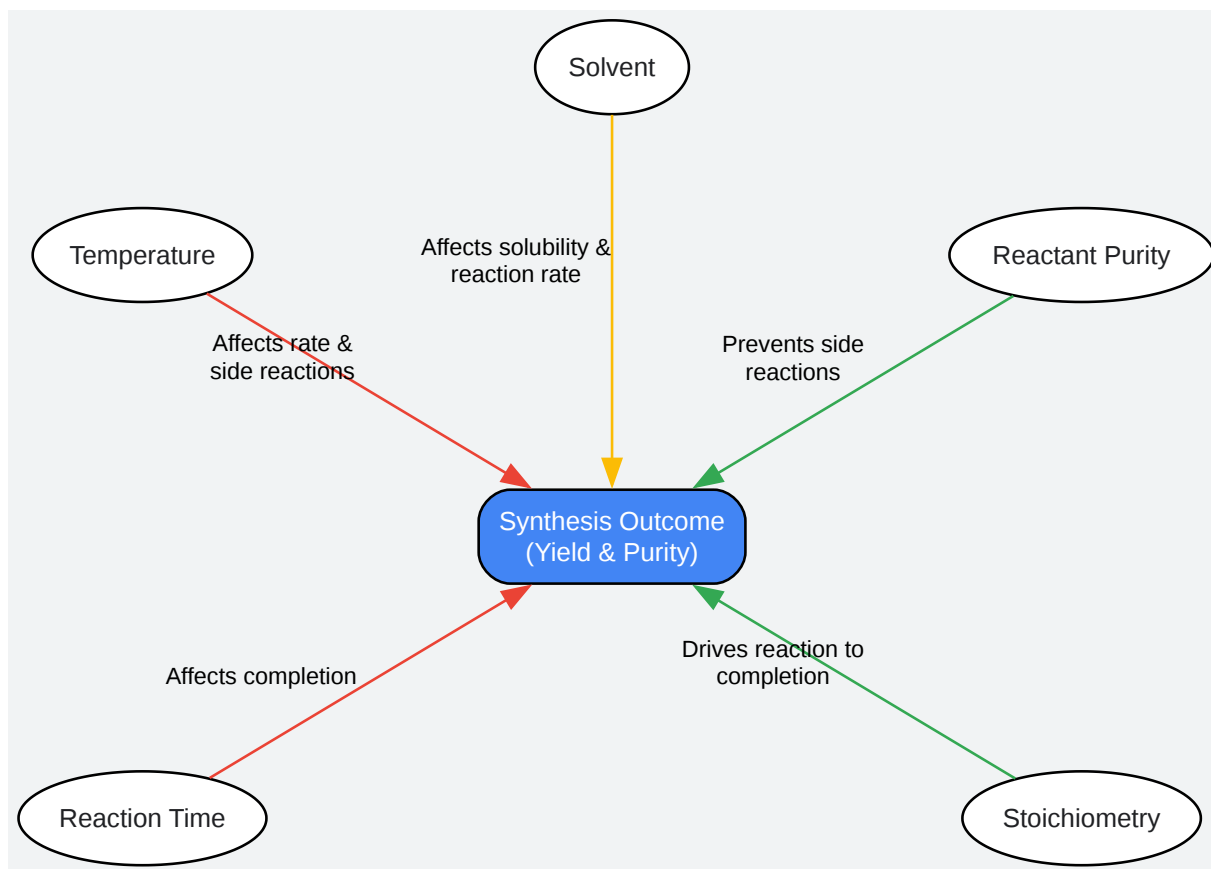 Solvent
Temperature
Reactant Purity
Affects solubility &
reaction rate
Affects rate &
side reactions
Prevents side
reactions
Synthesis Outcome
(Yield & Purity)
Affects completion
Drives reaction to
completion
Reaction Time
Stoichiometry